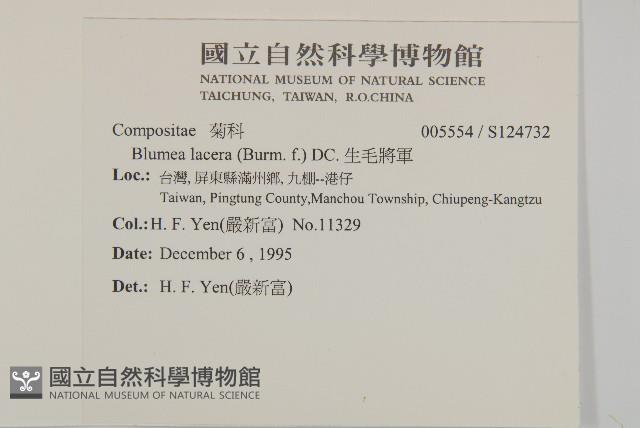 國立自然科學博物館
NATIONAL MUSEUM OF NATURAL SCIENCE
TAICHUNG, TAIWAN, R.O.CHINA
Compositae 菊科 005554 / S124732
Blumea lacera (Burm. f.) DC. 生毛將軍
Loc.: 台灣, 屏東縣滿州鄉, 九棚--港仔
Taiwan, Pingtung County,Manchou Township, Chiupeng-Kangtzu
Col.: H. F. Yen(嚴新富) No.11329
Date: December 6 , 1995
Det.: H. F. Yen(嚴新富)
國立自然科學博物館
NATIONAL MUSEUM OF NATURAL SCIENCE